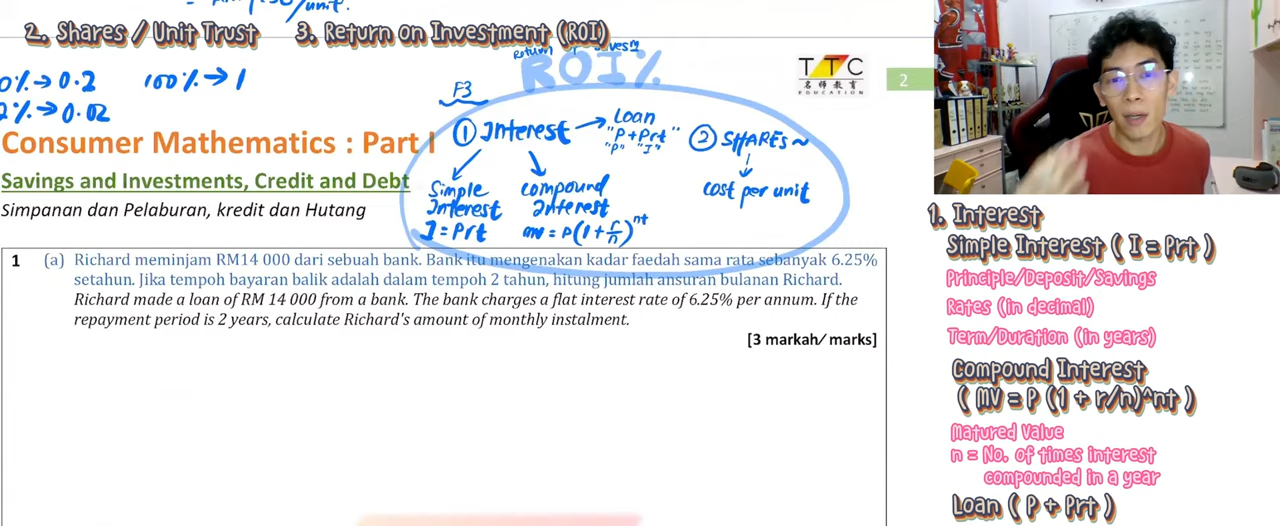 2. Shares / Unit Trust 3. Return on Investment (ROI)
ROI%
0% → 0.2 100% → 1
2% → 0.02
TTC
名师教育
EDUCATION
2
F3
① Interest → Loan
"P + Prt"
"P" "I"
② SHARES ~
cost per unit
Simple Interest
I = Prt
compound Interest
mv = P(1 + r/n)^nt
Consumer Mathematics : Part I
Savings and Investments, Credit and Debt
Simpanan dan Pelaburan, kredit dan Hutang
1 (a) Richard meminjam RM14 000 dari sebuah bank. Bank itu mengenakan kadar faedah sama rata sebanyak 6.25%
setahun. Jika tempoh bayaran balik adalah dalam tempoh 2 tahun, hitung jumlah ansuran bulanan Richard.
Richard made a loan of RM 14 000 from a bank. The bank charges a flat interest rate of 6.25% per annum. If the
repayment period is 2 years, calculate Richard's amount of monthly instalment.
[3 markah/ marks]
1. Interest
Simple Interest ( I = Prt )
Principle/Deposit/Savings
Rates (in decimal)
Term/Duration (in years)
Compound Interest
( MV = P (1 + r/n)^nt )
Matured Value
n = No. of times interest
compounded in a year
Loan ( P + Prt )